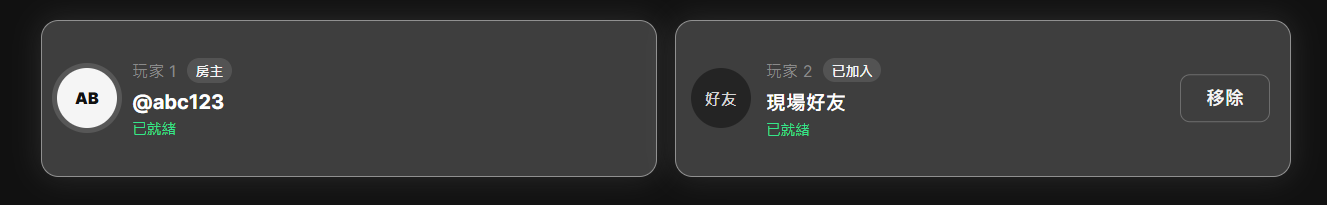 AB
玩家 1 房主
@abc123
已就緒
好友
玩家 2 已加入
現場好友
已就緒
移除